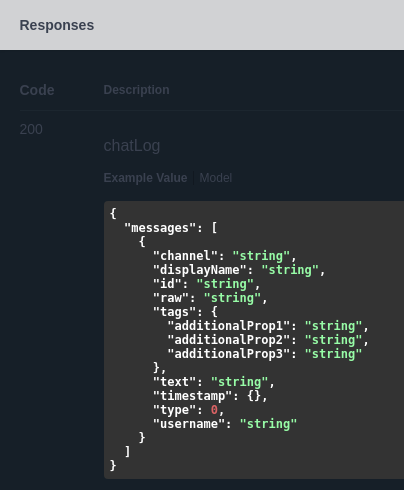 Responses
Code Description
200
chatLog
Example Value Model
{
  "messages": [
    {
      "channel": "string",
      "displayName": "string",
      "id": "string",
      "raw": "string",
      "tags": {
        "additionalProp1": "string",
        "additionalProp2": "string",
        "additionalProp3": "string"
      },
      "text": "string",
      "timestamp": {},
      "type": 0,
      "username": "string"
    }
  ]
}